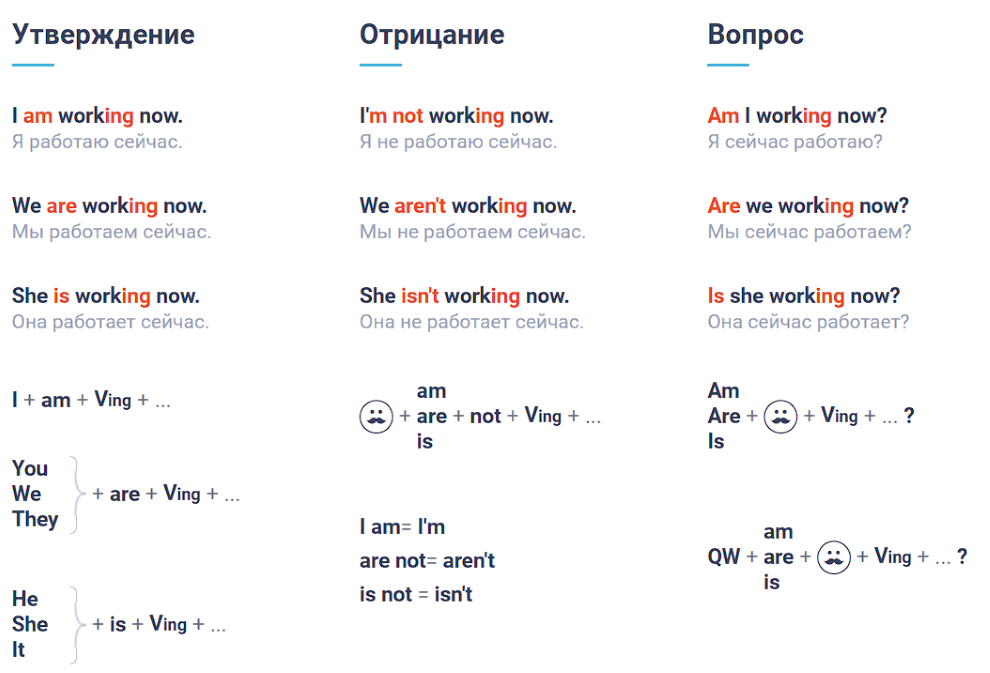 Утверждение
I am working now.
Я работаю сейчас.
We are working now.
Мы работаем сейчас.
She is working now.
Она работает сейчас.
I + am + Ving + ...
You
We
They
+ are + Ving + ...
He
She
It
+ is + Ving + ...
Отрицание
I'm not working now.
Я не работаю сейчас.
We aren't working now.
Мы не работаем сейчас.
She isn't working now.
Она не работает сейчас.
am
+ are + not + Ving + ...
is
I am= I'm
are not= aren't
is not = isn't
Вопрос
Am I working now?
Я сейчас работаю?
Are we working now?
Мы сейчас работаем?
Is she working now?
Она сейчас работает?
Am
Are + + Ving + ... ?
Is
am
QW + are + + Ving + ... ?
is